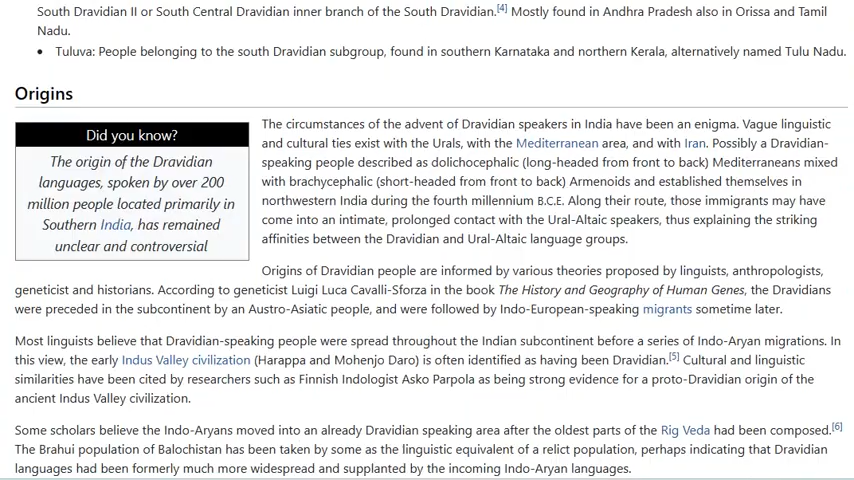 South Dravidian II or South Central Dravidian inner branch of the South Dravidian.[4] Mostly found in Andhra Pradesh also in Orissa and Tamil
Nadu.
• Tuluva: People belonging to the south Dravidian subgroup, found in southern Karnataka and northern Kerala, alternatively named Tulu Nadu.
Origins
Did you know?
The origin of the Dravidian
languages, spoken by over 200
million people located primarily in
Southern India, has remained
unclear and controversial
The circumstances of the advent of Dravidian speakers in India have been an enigma. Vague linguistic
and cultural ties exist with the Urals, with the Mediterranean area, and with Iran. Possibly a Dravidian-
speaking people described as dolichocephalic (long-headed from front to back) Mediterraneans mixed
with brachycephalic (short-headed from front to back) Armenoids and established themselves in
northwestern India during the fourth millennium B.C.E. Along their route, those immigrants may have
come into an intimate, prolonged contact with the Ural-Altaic speakers, thus explaining the striking
affinities between the Dravidian and Ural-Altaic language groups.
Origins of Dravidian people are informed by various theories proposed by linguists, anthropologists,
geneticist and historians. According to geneticist Luigi Luca Cavalli-Sforza in the book The History and Geography of Human Genes, the Dravidians
were preceded in the subcontinent by an Austro-Asiatic people, and were followed by Indo-European-speaking migrants sometime later.
Most linguists believe that Dravidian-speaking people were spread throughout the Indian subcontinent before a series of Indo-Aryan migrations. In
this view, the early Indus Valley civilization (Harappa and Mohenjo Daro) is often identified as having been Dravidian.[5] Cultural and linguistic
similarities have been cited by researchers such as Finnish Indologist Asko Parpola as being strong evidence for a proto-Dravidian origin of the
ancient Indus Valley civilization.
Some scholars believe the Indo-Aryans moved into an already Dravidian speaking area after the oldest parts of the Rig Veda had been composed.[6]
The Brahui population of Balochistan has been taken by some as the linguistic equivalent of a relict population, perhaps indicating that Dravidian
languages had been formerly much more widespread and supplanted by the incoming Indo-Aryan languages.